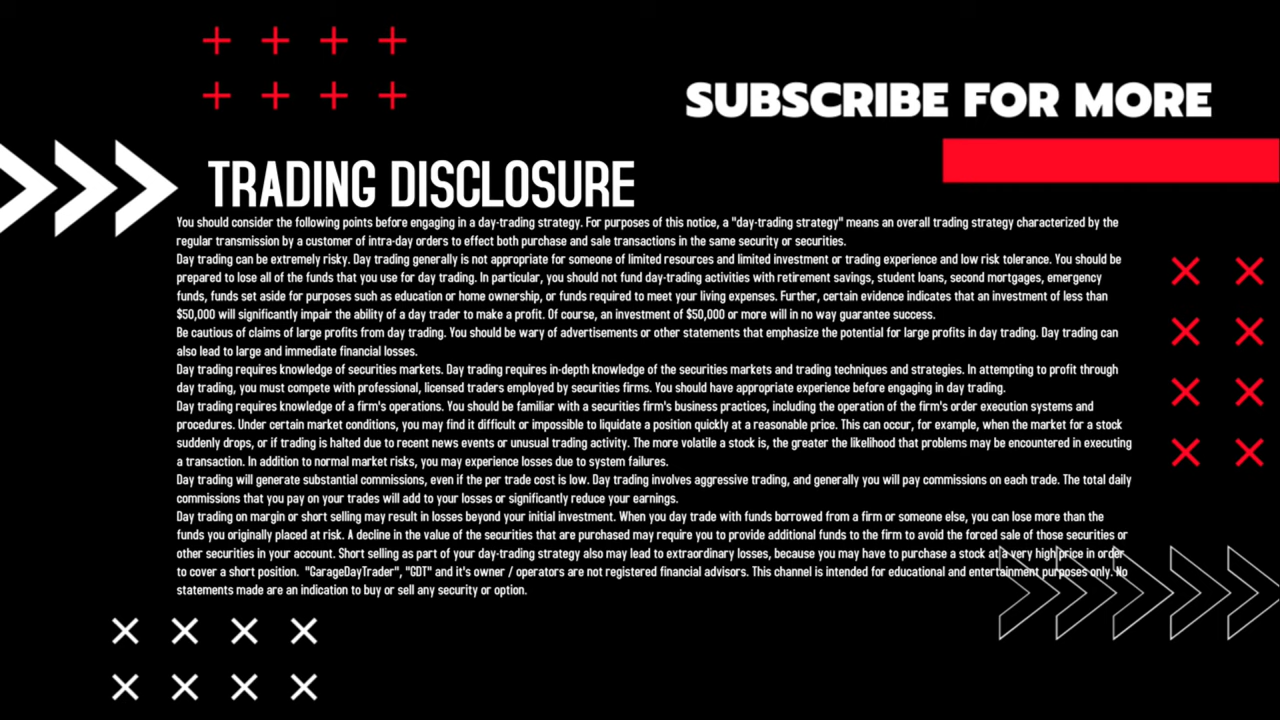 SUBSCRIBE FOR MORE
TRADING DISCLOSURE
You should consider the following points before engaging in a day-trading strategy. For purposes of this notice, a "day-trading strategy" means an overall trading strategy characterized by the
regular transmission by a customer of intra-day orders to effect both purchase and sale transactions in the same security or securities.
Day trading can be extremely risky. Day trading generally is not appropriate for someone of limited resources and limited investment or trading experience and low risk tolerance. You should be
prepared to lose all of the funds that you use for day trading. In particular, you should not fund day-trading activities with retirement savings, student loans, second mortgages, emergency
funds, funds set aside for purposes such as education or home ownership, or funds required to meet your living expenses. Further, certain evidence indicates that an investment of less than
$50,000 will significantly impair the ability of a day trader to make a profit. Of course, an investment of $50,000 or more will in no way guarantee success.
Be cautious of claims of large profits from day trading. You should be wary of advertisements or other statements that emphasize the potential for large profits in day trading. Day trading can
also lead to large and immediate financial losses.
Day trading requires knowledge of securities markets. Day trading requires in-depth knowledge of the securities markets and trading techniques and strategies. In attempting to profit through
day trading, you must compete with professional, licensed traders employed by securities firms. You should have appropriate experience before engaging in day trading.
Day trading requires knowledge of a firm's operations. You should be familiar with a securities firm's business practices, including the operation of the firm's order execution systems and
procedures. Under certain market conditions, you may find it difficult or impossible to liquidate a position quickly at a reasonable price. This can occur, for example, when the market for a stock
suddenly drops, or if trading is halted due to recent news events or unusual trading activity. The more volatile a stock is, the greater the likelihood that problems may be encountered in executing
a transaction. In addition to normal market risks, you may experience losses due to system failures.
Day trading will generate substantial commissions, even if the per trade cost is low. Day trading involves aggressive trading, and generally you will pay commissions on each trade. The total daily
commissions that you pay on your trades will add to your losses or significantly reduce your earnings.
Day trading on margin or short selling may result in losses beyond your initial investment. When you day trade with funds borrowed from a firm or someone else, you can lose more than the
funds you originally placed at risk. A decline in the value of the securities that are purchased may require you to provide additional funds to the firm to avoid the forced sale of those securities or
other securities in your account. Short selling as part of your day-trading strategy also may lead to extraordinary losses, because you may have to purchase a stock at a very high price in order
to cover a short position. "GarageDayTrader", "GDT" and it's owner / operators are not registered financial advisors. This channel is intended for educational and entertainment purposes only. No
statements made are an indication to buy or sell any security or option.